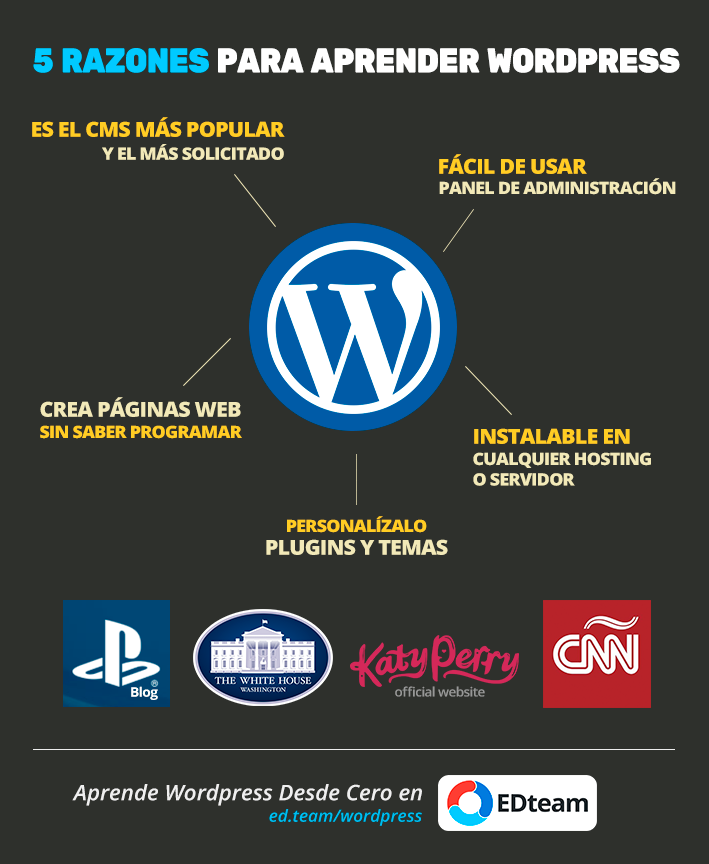 5 RAZONES PARA APRENDER WORDPRESS
ES EL CMS MÁS POPULAR
Y EL MÁS SOLICITADO
FÁCIL DE USAR
PANEL DE ADMINISTRACIÓN
W
CREA PÁGINAS WEB
SIN SABER PROGRAMAR
INSTALABLE EN
CUALQUIER HOSTING
O SERVIDOR
PERSONALÍZALO
PLUGINS Y TEMAS
Blog
®
THE WHITE HOUSE
WASHINGTON
Katy Perry
official website
CÑN
Aprende Wordpress Desde Cero en
ed.team/wordpress
EDteam